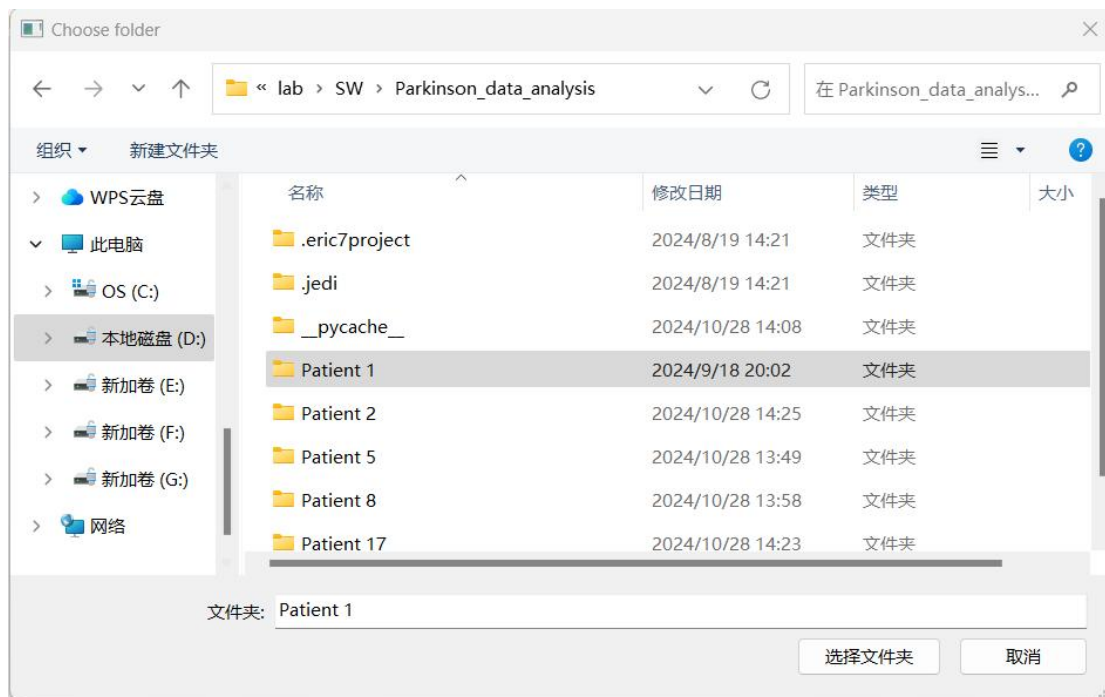 Choose folder
« lab > SW > Parkinson_data_analysis
在 Parkinson_data_analys...
组织 新建文件夹
名称 修改日期 类型 大小
WPS云盘
此电脑
OS (C:)
本地磁盘 (D:)
新加卷 (E:)
新加卷 (F:)
新加卷 (G:)
网络
.eric7project 2024/8/19 14:21 文件夹
.jedi 2024/8/19 14:21 文件夹
__pycache__ 2024/10/28 14:08 文件夹
Patient 1 2024/9/18 20:02 文件夹
Patient 2 2024/10/28 14:25 文件夹
Patient 5 2024/10/28 13:49 文件夹
Patient 8 2024/10/28 13:58 文件夹
Patient 17 2024/10/28 14:23 文件夹
文件夹: Patient 1
选择文件夹 取消